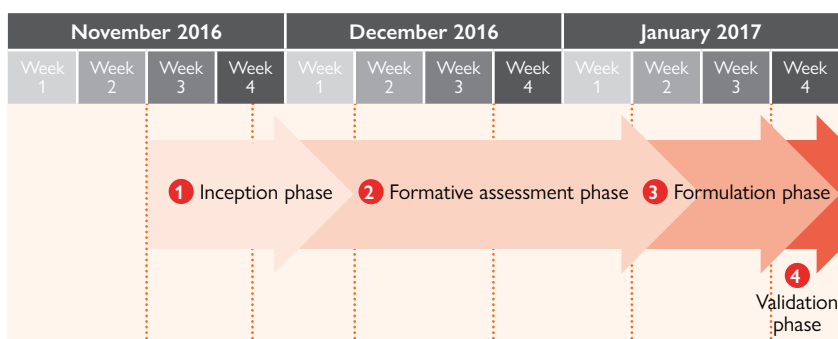 November 2016 December 2016 January 2017
Week Week Week Week Week Week Week Week Week Week Week Week
1 2 3 4 1 2 3 4 1 2 3 4
1 Inception phase 2 Formative assessment phase 3 Formulation phase
4
Validation
phase